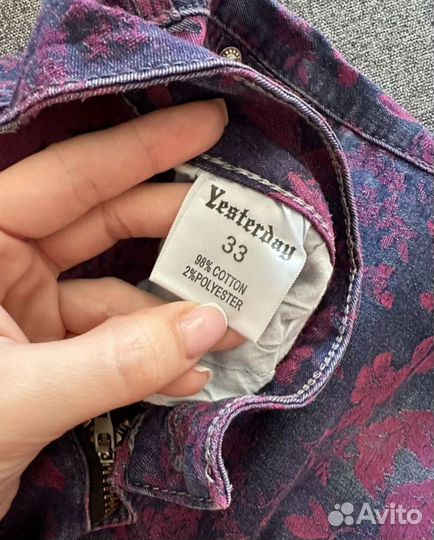 Yesterday
33
98% COTTON
2% POLYESTER
Avito